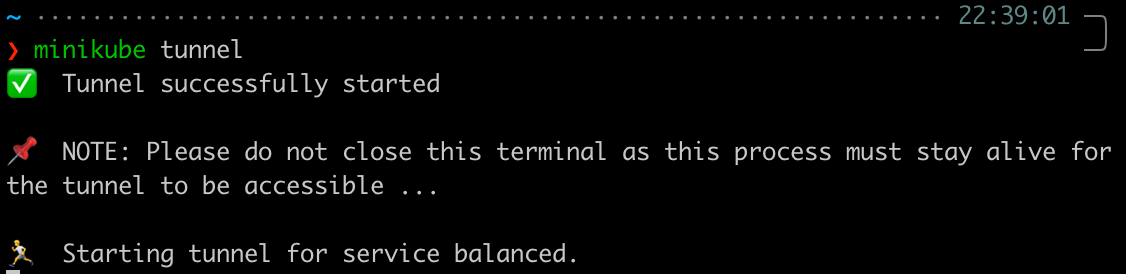 ~ ································································ 22:39:01
❯ minikube tunnel
✅ Tunnel successfully started
📌 NOTE: Please do not close this terminal as this process must stay alive for
the tunnel to be accessible ...
🏃 Starting tunnel for service balanced.